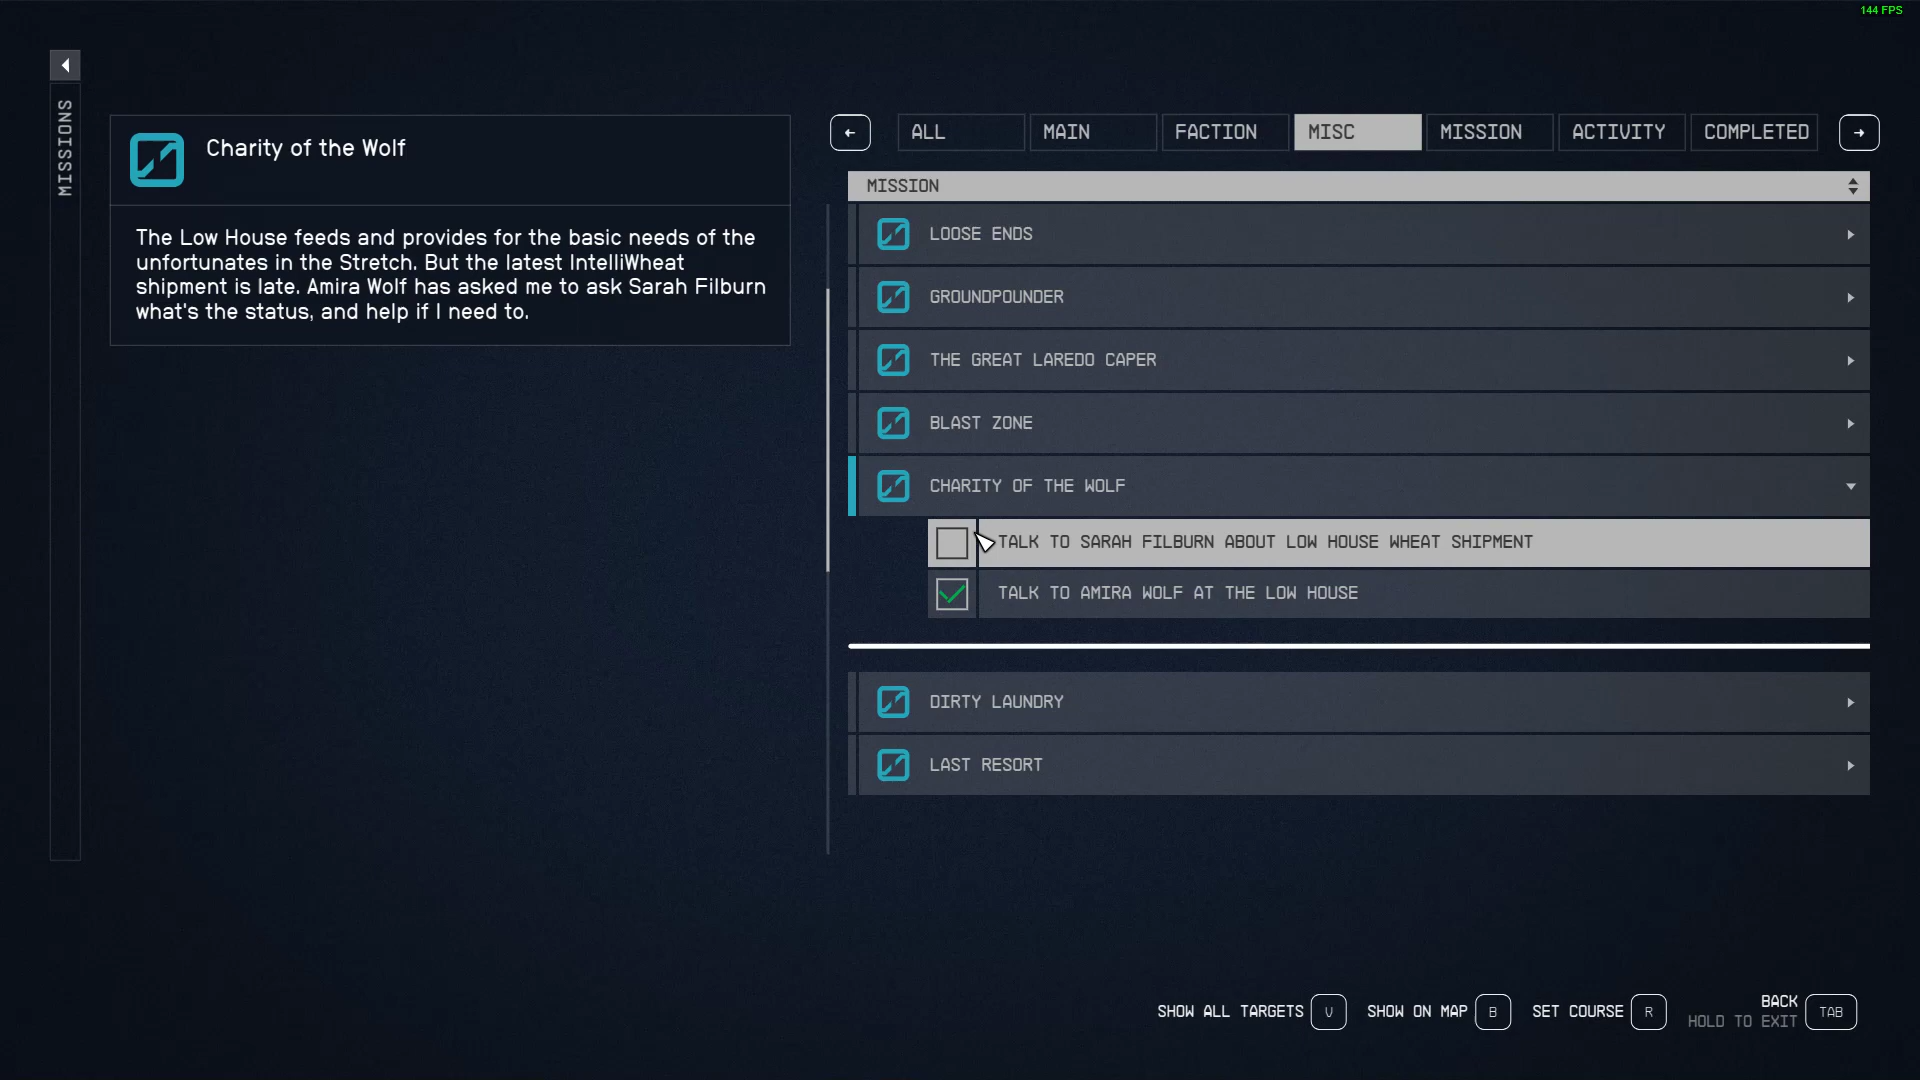 144 FPS
MISSIONS
Charity of the Wolf
The Low House feeds and provides for the basic needs of the
unfortunates in the Stretch. But the latest IntelliWheat
shipment is late. Amira Wolf has asked me to ask Sarah Filburn
what's the status, and help if I need to.
ALL
MAIN
FACTION
MISC
MISSION
ACTIVITY
COMPLETED
MISSION
LOOSE ENDS
GROUNDPOUNDER
THE GREAT LAREDO CAPER
BLAST ZONE
CHARITY OF THE WOLF
TALK TO SARAH FILBURN ABOUT LOW HOUSE WHEAT SHIPMENT
TALK TO AMIRA WOLF AT THE LOW HOUSE
DIRTY LAUNDRY
LAST RESORT
SHOW ALL TARGETS V
SHOW ON MAP B
SET COURSE R
BACK
HOLD TO EXIT
TAB